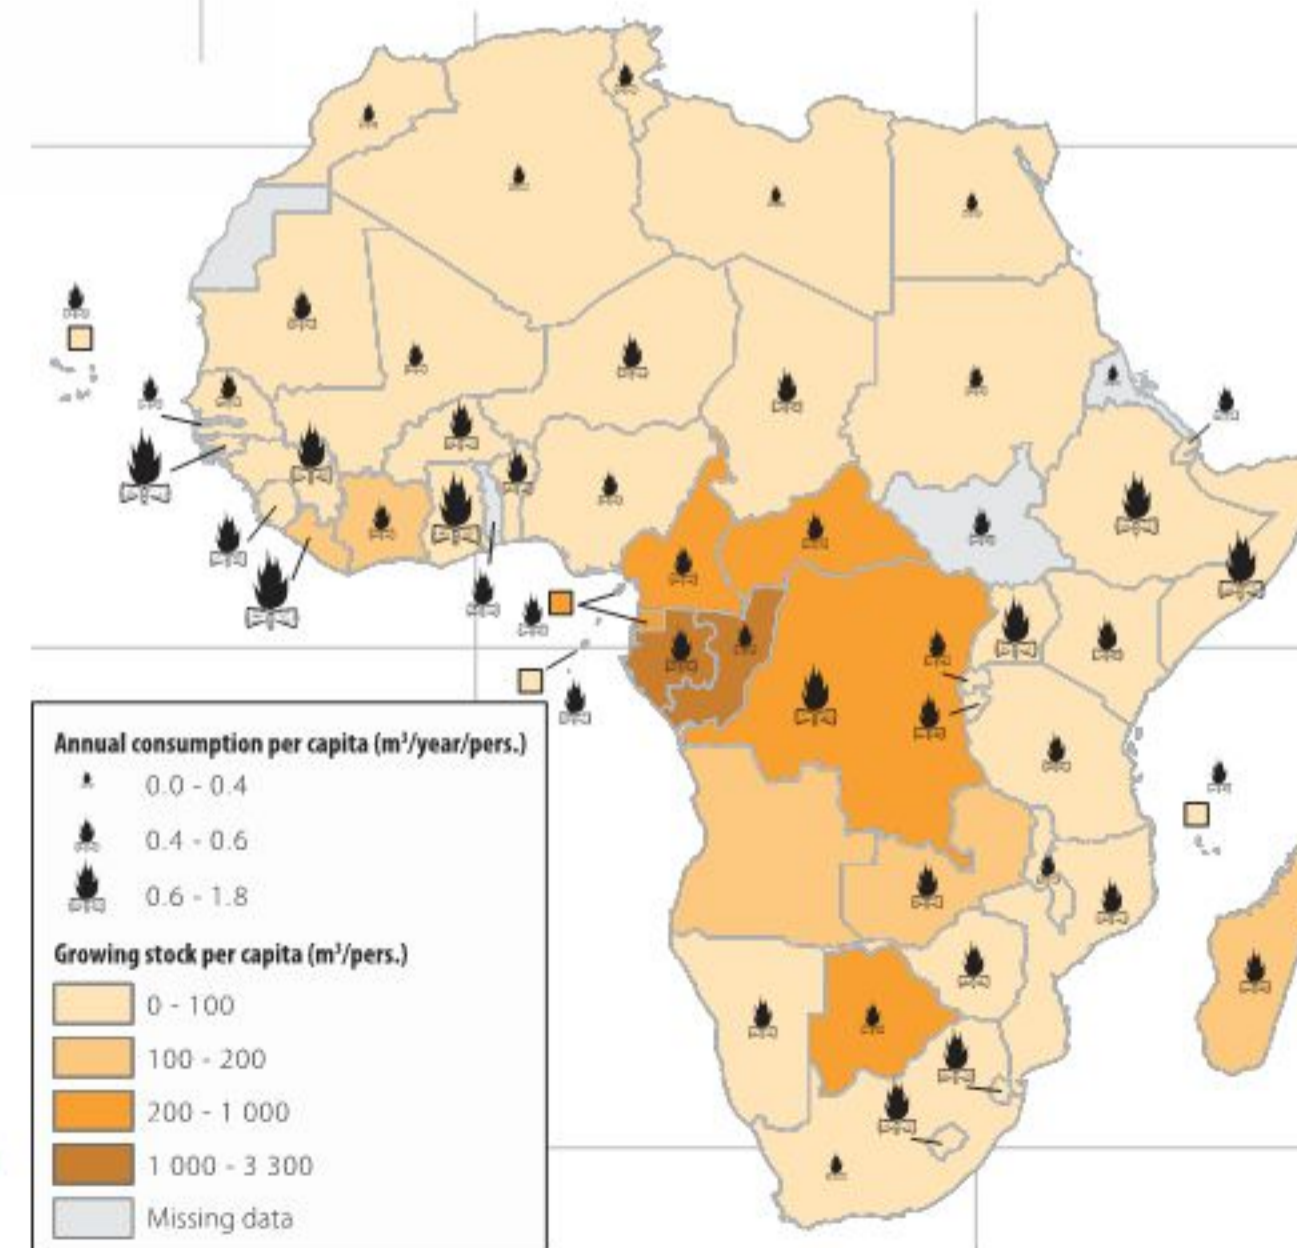 Annual consumption per capita (m³/year/pers.)
0.0 - 0.4
0.4 - 0.6
0.6 - 1.8
Growing stock per capita (m³/pers.)
0 - 100
100 - 200
200 - 1 000
1 000 - 3 300
Missing data